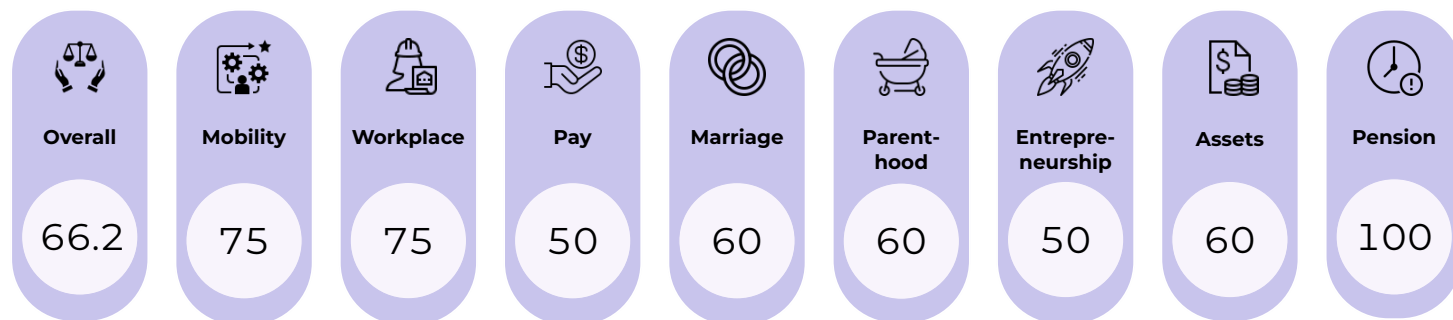 Overall
66.2
Mobility
75
Workplace
75
$
Pay
50
Marriage
60
Parent-
hood
60
Entrepre-
neurship
50
$
Assets
60
!
Pension
100